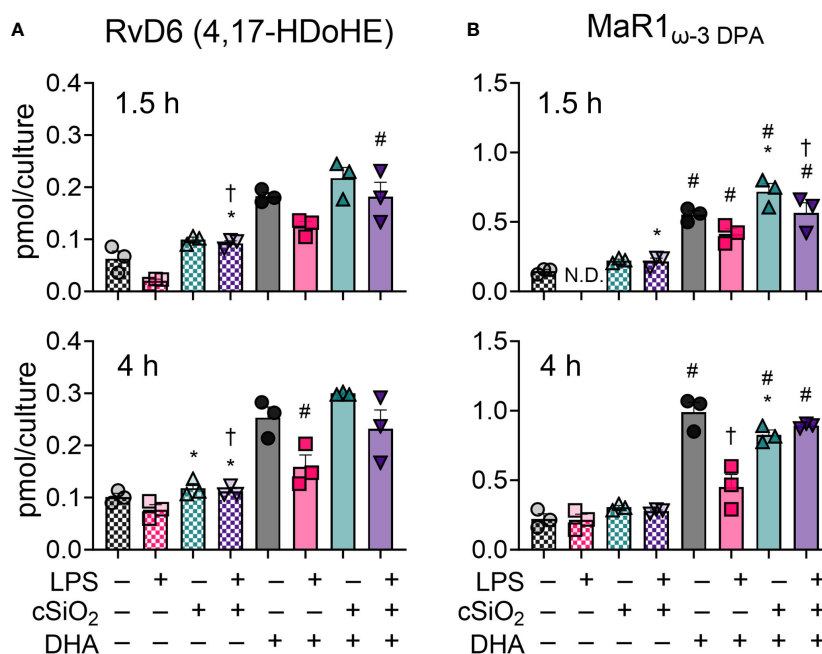 A RvD6 (4,17-HDoHE)
pmol/culture
0.4
0.3
0.2
0.1
0.0
1.5 h
†
*
#
pmol/culture
0.4
0.3
0.2
0.1
0.0
4 h
*
†
*
#
LPS – + – + – + – +
cSiO₂ – – + + – – + +
DHA – – – – + + + +
B MaR1ω-3 DPA
1.5
1.0
0.5
0.0
1.5 h
N.D.
*
#
#
#
*
†
#
1.5
1.0
0.5
0.0
4 h
#
†
#
*
#
– + – + – + – +
– – + + – – + +
– – – – + + + +